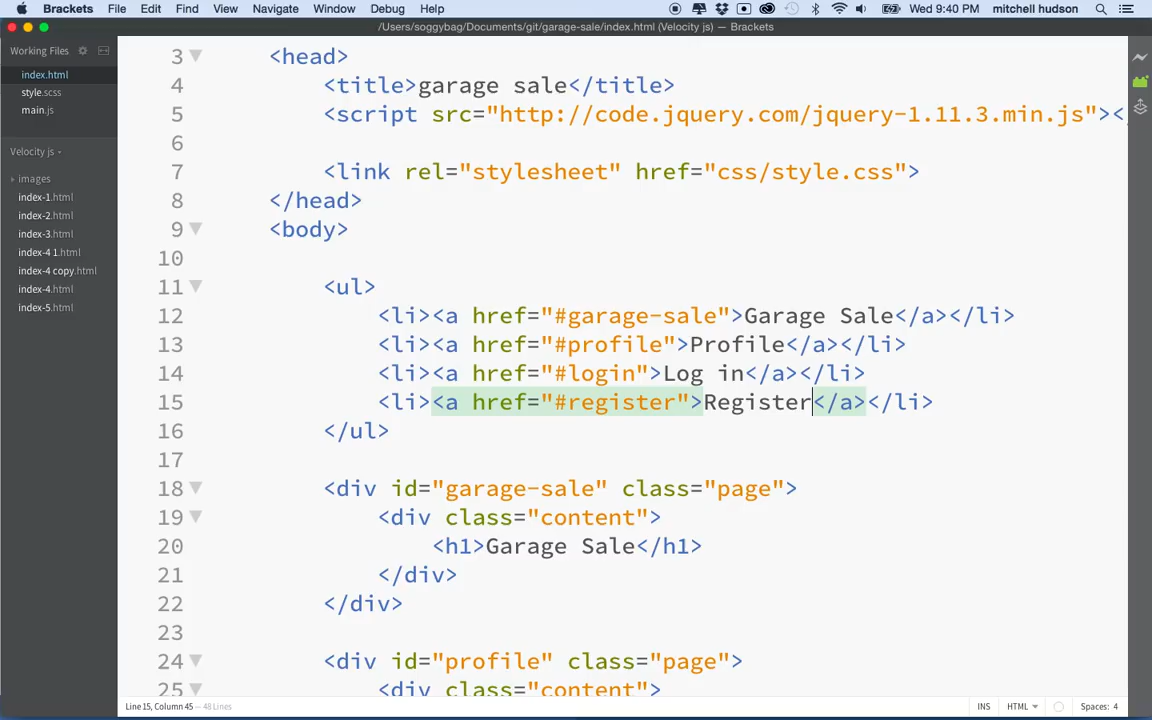 Brackets File Edit Find View Navigate Debug Window Help Wed 9:40 PM mitchell hudson
/Users/soggybag/Documents/git/garage-sale/index.html (Velocity js) — Brackets
Working Files
index.html
style.scss
main.js
Velocity js
images
index-1.html
index-2.html
index-3.html
index-4 1.html
index-4 copy.html
index-4.html
index-5.html
3 <head>
4 <title>garage sale</title>
5 <script src="http://code.jquery.com/jquery-1.11.3.min.js"><
6
7 <link rel="stylesheet" href="css/style.css">
8 </head>
9 <body>
10
11 <ul>
12 <li><a href="#garage-sale">Garage Sale</a></li>
13 <li><a href="#profile">Profile</a></li>
14 <li><a href="#login">Log in</a></li>
15 <li><a href="#register">Register</a></li>
16 </ul>
17
18 <div id="garage-sale" class="page">
19 <div class="content">
20 <h1>Garage Sale</h1>
21 </div>
22 </div>
23
24 <div id="profile" class="page">
25 <div class="content">
Line 15, Column 45 — 48 Lines INS HTML Spaces: 4